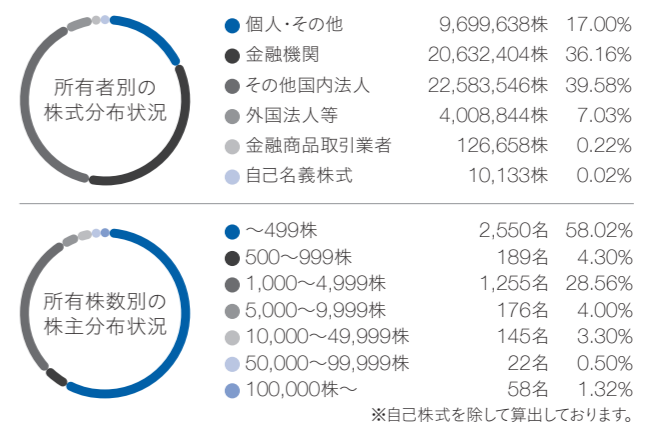 所有者別の
株式分布状況
個人・その他 9,699,638株 17.00%
金融機関 20,632,404株 36.16%
その他国内法人 22,583,546株 39.58%
外国法人等 4,008,844株 7.03%
金融商品取引業者 126,658株 0.22%
自己名義株式 10,133株 0.02%
所有株数別の
株主分布状況
〜499株 2,550名 58.02%
500〜999株 189名 4.30%
1,000〜4,999株 1,255名 28.56%
5,000〜9,999株 176名 4.00%
10,000〜49,999株 145名 3.30%
50,000〜99,999株 22名 0.50%
100,000株〜 58名 1.32%
※自己株式を除して算出しております。